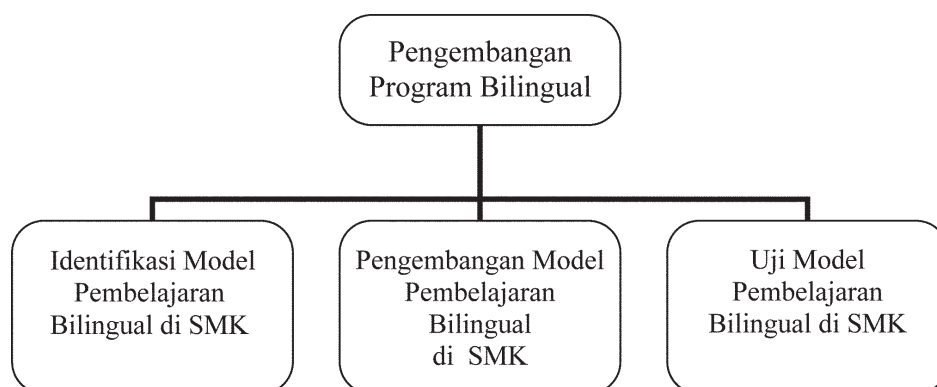 Pengembangan
Program Bilingual
Identifikasi Model
Pembelajaran
Bilingual di SMK
Pengembangan Model
Pembelajaran
Bilingual
di SMK
Uji Model
Pembelajaran
Bilingual di SMK